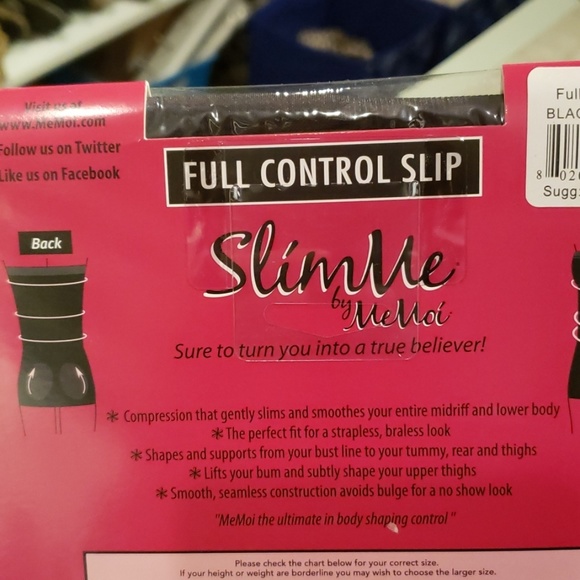 Visit us at
www.MeMoi.com
Follow us on Twitter
Like us on Facebook
Full
BLAC
8 026
Sugg.
FULL CONTROL SLIP
Back
SlimMe
by
MeMoi
Sure to turn you into a true believer!
* Compression that gently slims and smoothes your entire midriff and lower body
* The perfect fit for a strapless, braless look
* Shapes and supports from your bust line to your tummy, rear and thighs
* Lifts your bum and subtly shape your upper thighs
* Smooth, seamless construction avoids bulge for a no show look
"MeMoi the ultimate in body shaping control"
Please check the chart below for your correct size.
If your height or weight are borderline you may wish to choose the larger size.